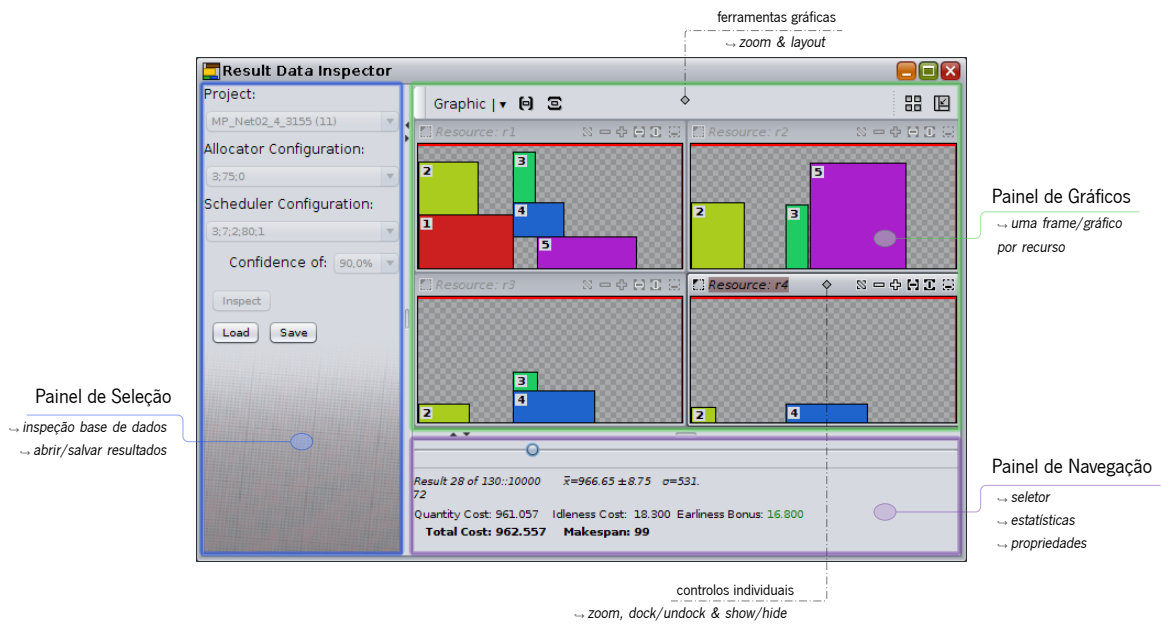 ferramentas gráficas
↪ zoom & layout
Result Data Inspector
Project:
MP_Net02_4_3155 (11)
Allocator Configuration:
3;75;0
Scheduler Configuration:
3;7;2;80;1
Confidence of: 90,0%
Inspect
Load Save
Graphic |▾
Resource: r1
2
3
4
1
5
Resource: r2
5
2
3
Resource: r3
3
4
2
Resource: r4
2
4
Result 28 of 130::10000 x̅=966.65 ±8.75 σ=531.
72
Quantity Cost: 961.057 Idleness Cost: 18.300 Earliness Bonus: 16.800
Total Cost: 962.557 Makespan: 99
Painel de Gráficos
↪ uma frame/gráfico
por recurso
Painel de Seleção
↪ inspeção base de dados
↪ abrir/salvar resultados
Painel de Navegação
↪ seletor
↪ estatísticas
↪ propriedades
controlos individuais
↪ zoom, dock/undock & show/hide